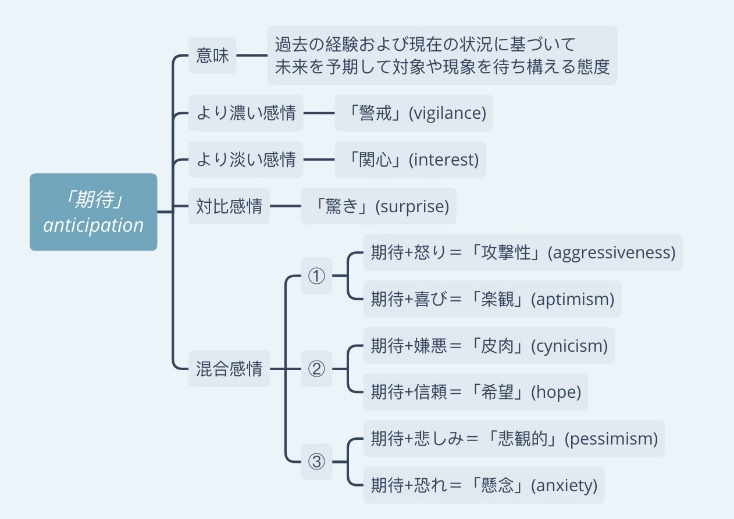 「期待」
anticipation
意味
過去の経験および現在の状況に基づいて
未来を予期して対象や現象を待ち構える態度
より濃い感情
「警戒」(vigilance)
より淡い感情
「関心」(interest)
対比感情
「驚き」(surprise)
混合感情
①
期待+怒り＝「攻撃性」(aggressiveness)
期待+喜び＝「楽観」(aptimism)
②
期待+嫌悪＝「皮肉」(cynicism)
期待+信頼＝「希望」(hope)
③
期待+悲しみ＝「悲観的」(pessimism)
期待+恐れ＝「懸念」(anxiety)